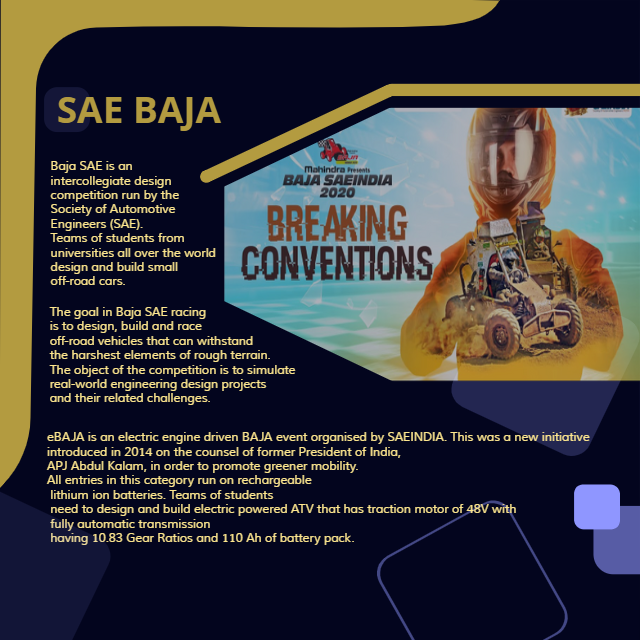 SAE BAJA
Baja SAE is an
intercollegiate design
competition run by the
Society of Automotive
Engineers (SAE).
Teams of students from
universities all over the world
design and build small
off-road cars.
The goal in Baja SAE racing
is to design, build and race
off-road vehicles that can withstand
the harshest elements of rough terrain.
The object of the competition is to simulate
real-world engineering design projects
and their related challenges.
Mahindra Presents
BAJA SAEINDIA
2020
BREAKING
CONVENTIONS
eBAJA is an electric engine driven BAJA event organised by SAEINDIA. This was a new initiative
introduced in 2014 on the counsel of former President of India,
APJ Abdul Kalam, in order to promote greener mobility.
All entries in this category run on rechargeable
lithium ion batteries. Teams of students
need to design and build electric powered ATV that has traction motor of 48V with
fully automatic transmission
having 10.83 Gear Ratios and 110 Ah of battery pack.